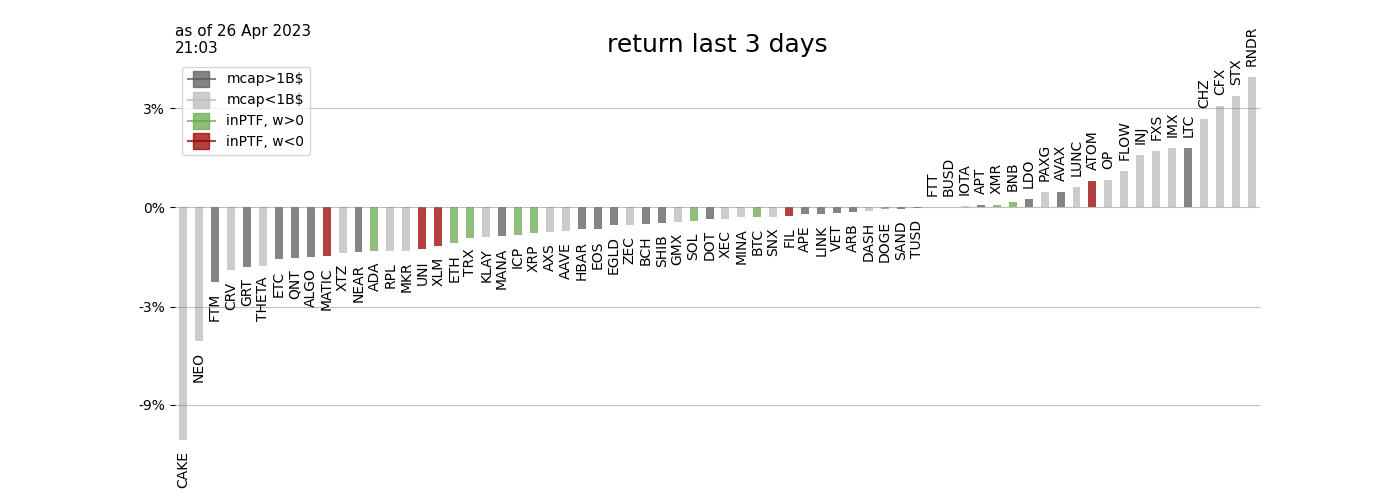 as of 26 Apr 2023
21:03
return last 3 days
mcap>1B$
mcap<1B$
inPTF, w>0
inPTF, w<0
3%
0%
-3%
-9%
CAKE
NEO
FTM
CRV
GRT
THETA
ETC
QNT
ALGO
MATIC
XTZ
NEAR
ADA
RPL
MKR
UNI
XLM
ETH
TRX
KLAY
MANA
ICP
XRP
AXS
AAVE
HBAR
EOS
EGLD
ZEC
BCH
SHIB
GMX
SOL
DOT
XEC
MINA
BTC
SNX
FIL
APE
LINK
VET
ARB
DASH
DOGE
SAND
TUSD
FTT
BUSD
IOTA
APT
XMR
BNB
LDO
PAXG
AVAX
LUNC
ATOM
OP
FLOW
INJ
FXS
IMX
LTC
CHZ
CFX
STX
RNDR